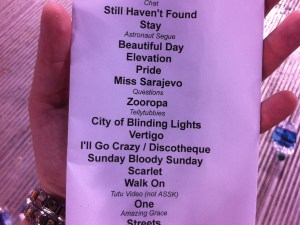 Chat
Still Haven't Found
Stay
Astronaut Segue
Beautiful Day
Elevation
Pride
Miss Sarajevo
Questions
Zooropa
Tellytubbies
City of Blinding Lights
Vertigo
I'll Go Crazy / Discotheque
Sunday Bloody Sunday
Scarlet
Walk On
Tutu Video (not ASSK)
One
Amazing Grace
Streets